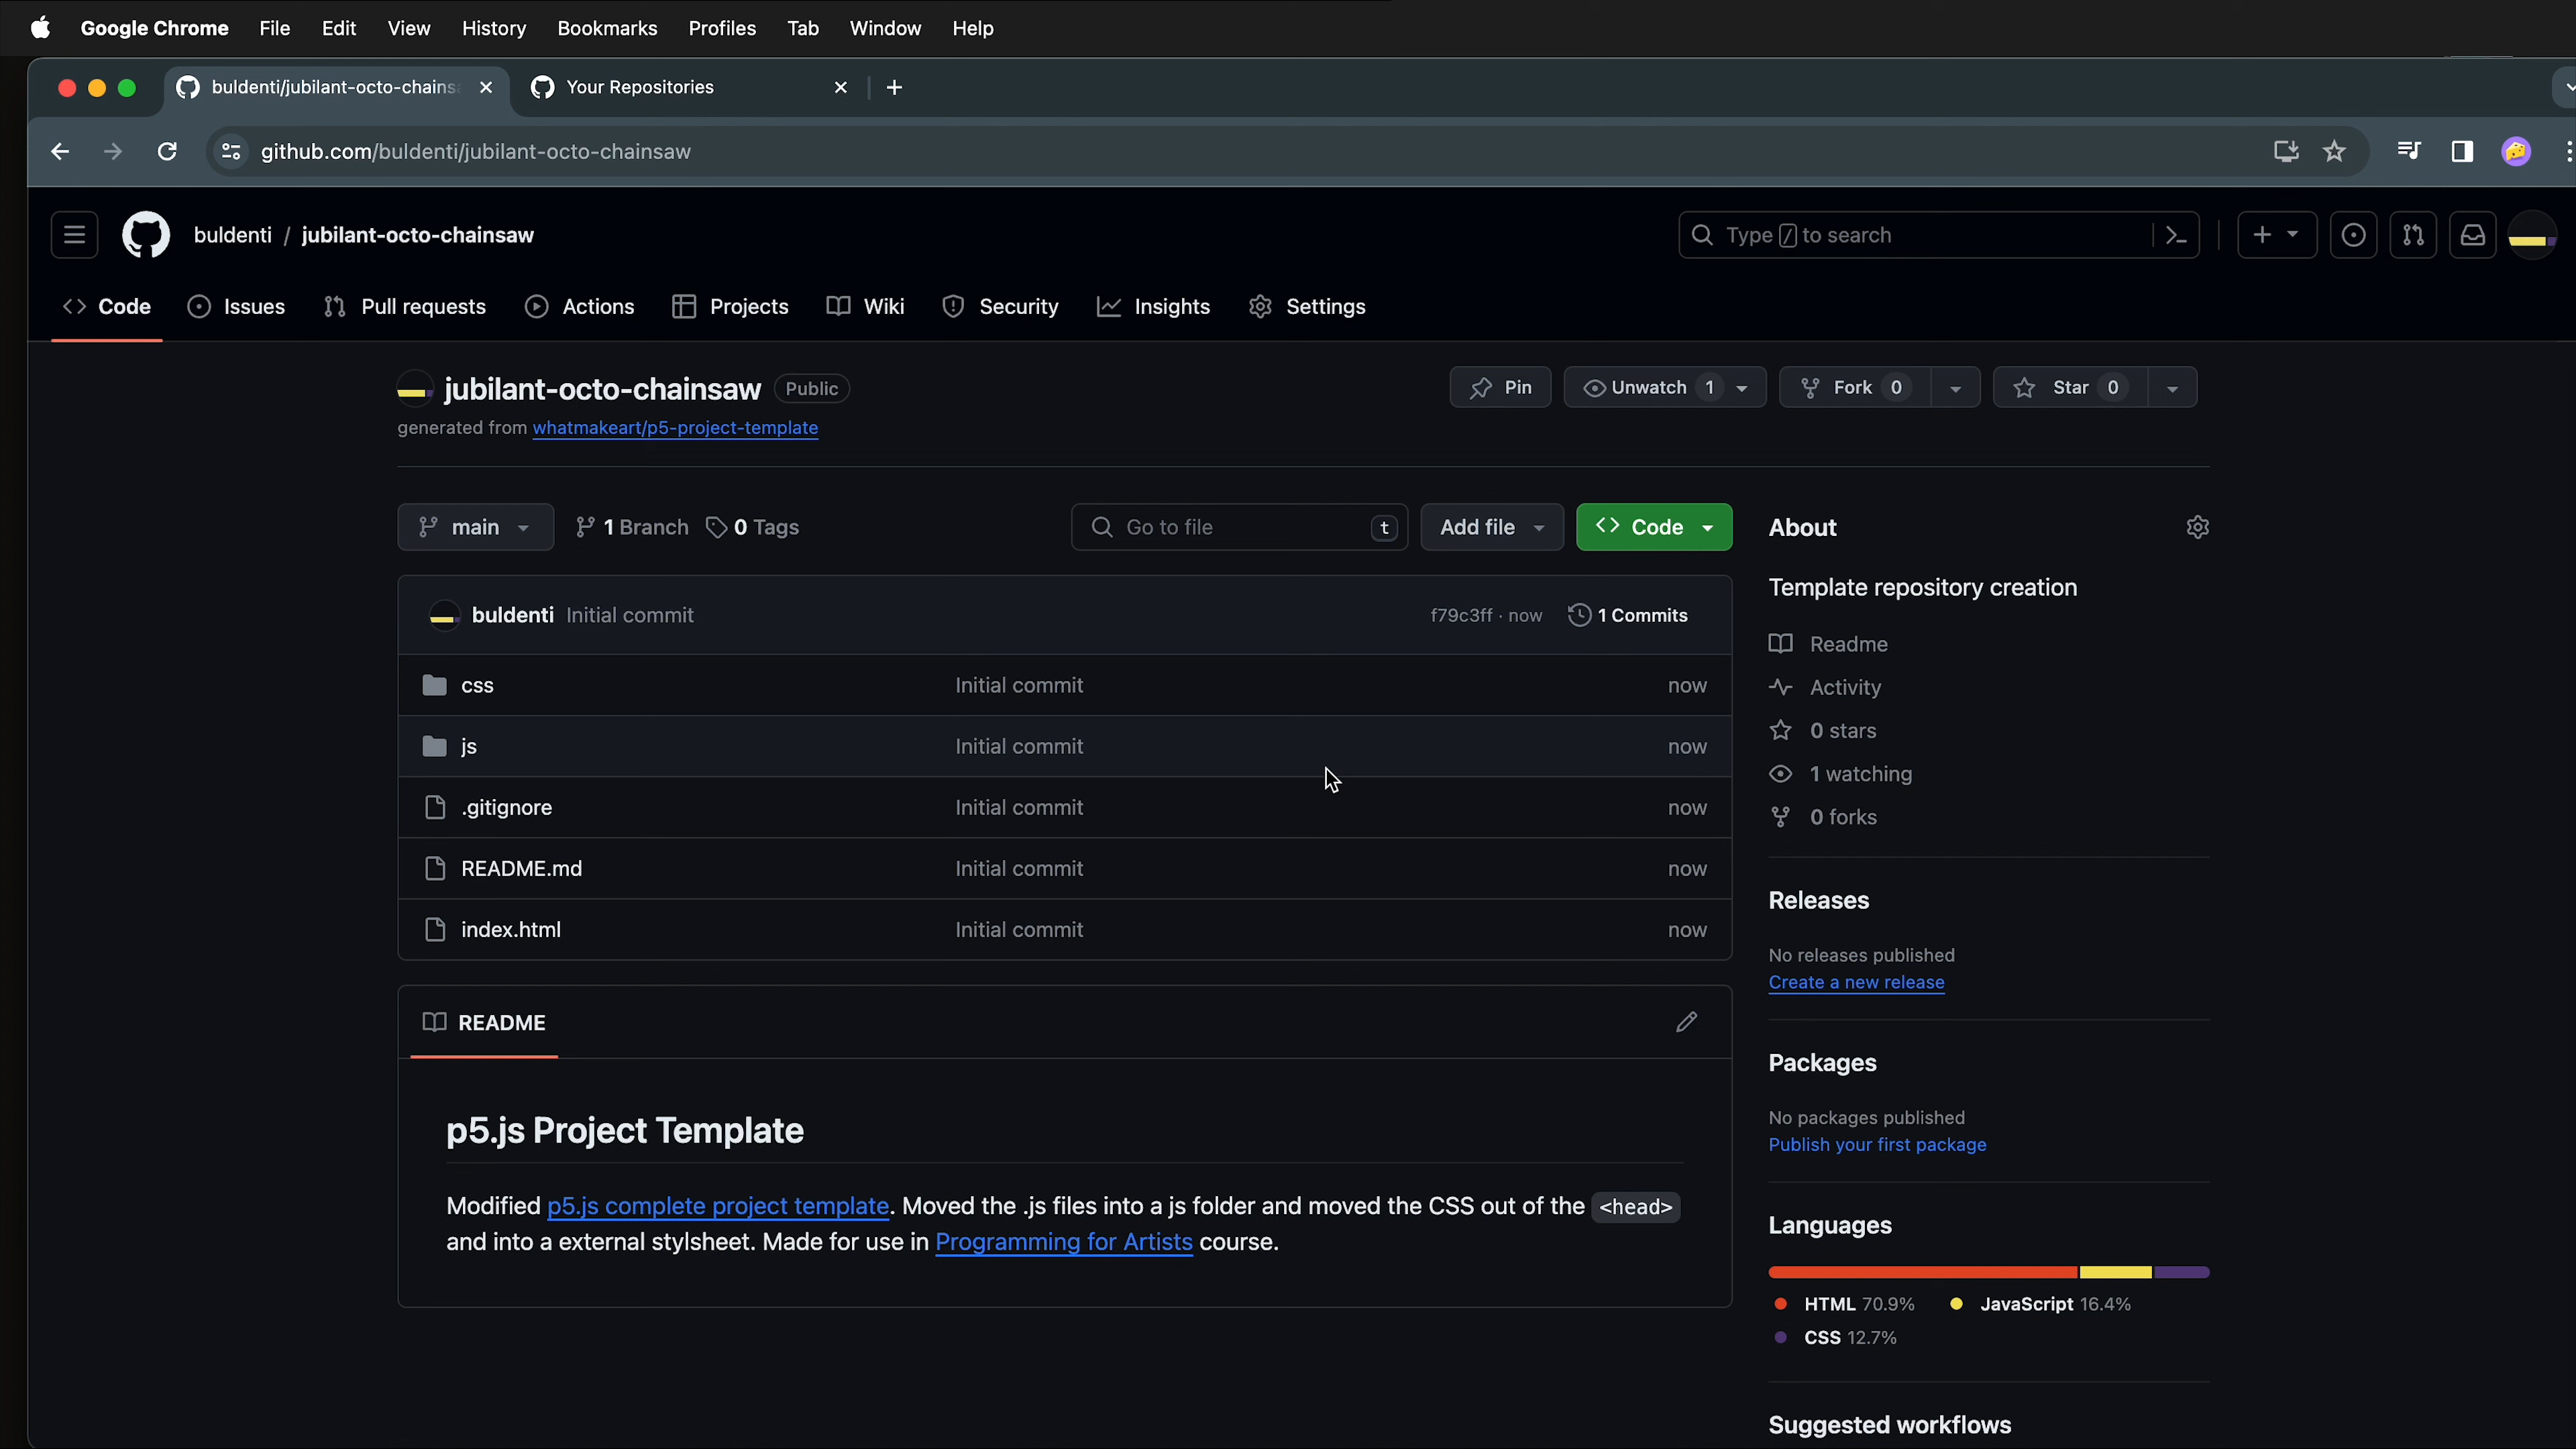 Google Chrome File Edit View History Bookmarks Profiles Tab Window Help
buldenti/jubilant-octo-chains Your Repositories
github.com/buldenti/jubilant-octo-chainsaw
buldenti / jubilant-octo-chainsaw Type / to search
Code Issues Pull requests Actions Projects Wiki Security Insights Settings
jubilant-octo-chainsaw Public Pin Unwatch 1 Fork 0 Star 0
generated from whatmakeart/p5-project-template
main 1 Branch 0 Tags Go to file t Add file Code
buldenti Initial commit f79c3ff · now 1 Commits
css Initial commit now
js Initial commit now
.gitignore Initial commit now
README.md Initial commit now
index.html Initial commit now
README
p5.js Project Template
Modified p5.js complete project template. Moved the .js files into a js folder and moved the CSS out of the <head>
and into a external stylsheet. Made for use in Programming for Artists course.
About
Template repository creation
Readme
Activity
0 stars
1 watching
0 forks
Releases
No releases published
Create a new release
Packages
No packages published
Publish your first package
Languages
HTML 70.9% JavaScript 16.4%
CSS 12.7%
Suggested workflows